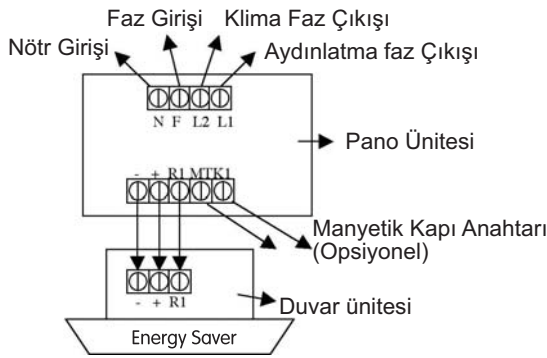 Faz Girişi
Klima Faz Çıkışı
Nötr Girişi
Aydınlatma faz Çıkışı
N F L2 L1
Pano Ünitesi
- + R1 MTK1
Manyetik Kapı Anahtarı
(Opsiyonel)
- + R1
Duvar ünitesi
Energy Saver